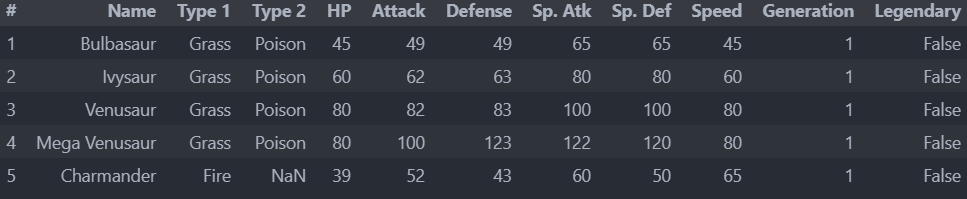 # Name Type 1 Type 2 HP Attack Defense Sp. Atk Sp. Def Speed Generation Legendary
1 Bulbasaur Grass Poison 45 49 49 65 65 45 1 False
2 Ivysaur Grass Poison 60 62 63 80 80 60 1 False
3 Venusaur Grass Poison 80 82 83 100 100 80 1 False
4 Mega Venusaur Grass Poison 80 100 123 122 120 80 1 False
5 Charmander Fire NaN 39 52 43 60 50 65 1 False